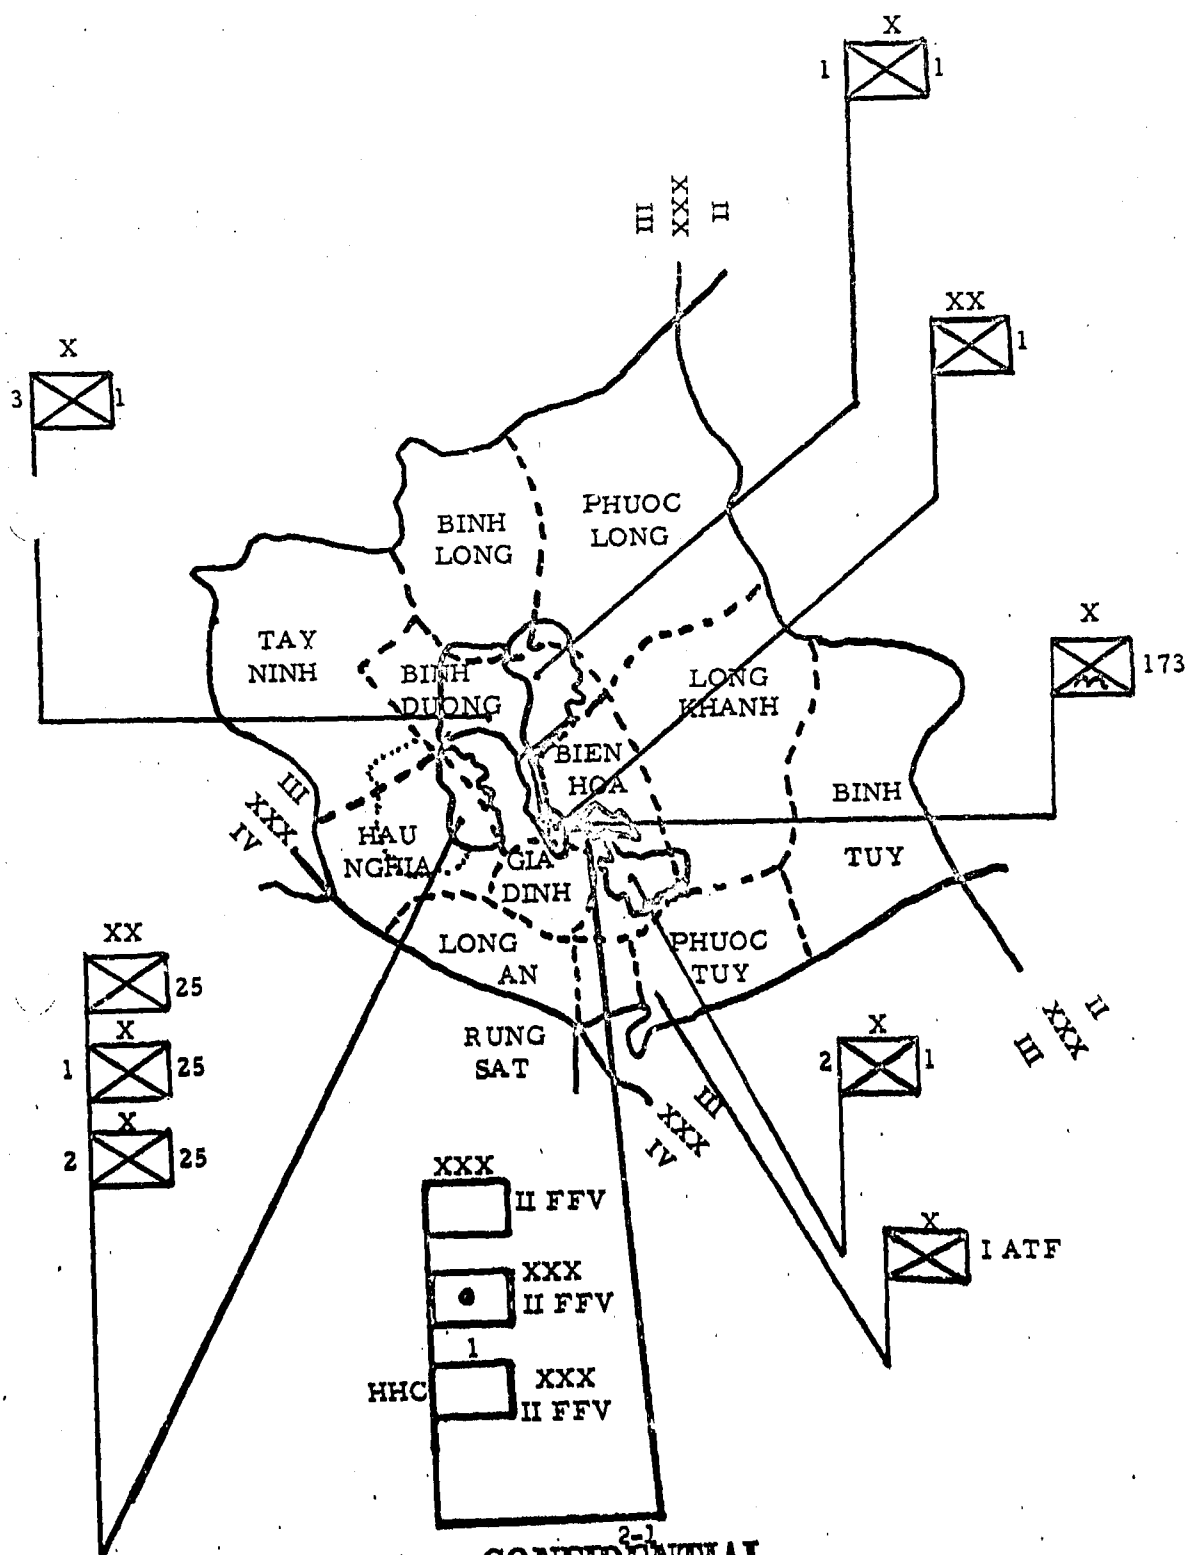 X
1 1
III XXX II
XX
1
X
3 1
BINH
LONG
PHUOC
LONG
X
173
TAY
NINH
BINH
DUONG
LONG
KHANH
BIEN
HOA
BINH
TUY
III
XXX
IV
HAU
NGHIA
GIA
DINH
LONG
AN
PHUOC
TUY
XX
25
X
1 25
X
2 25
RUNG
SAT
II
XXX
III
X
2 1
III
XXX
IV
XXX
II FFV
X
I ATF
XXX
II FFV
1
HHC XXX
II FFV
2-1
CONFIDENTIAL